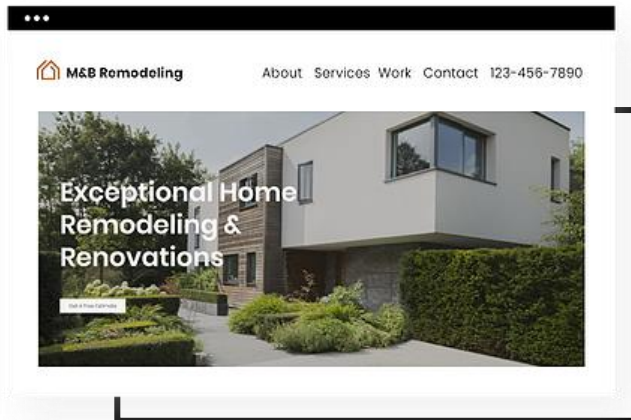 M&B Remodeling
About Services Work Contact 123-456-7890
Exceptional Home
Remodeling &
Renovations
Get A Free Estimate